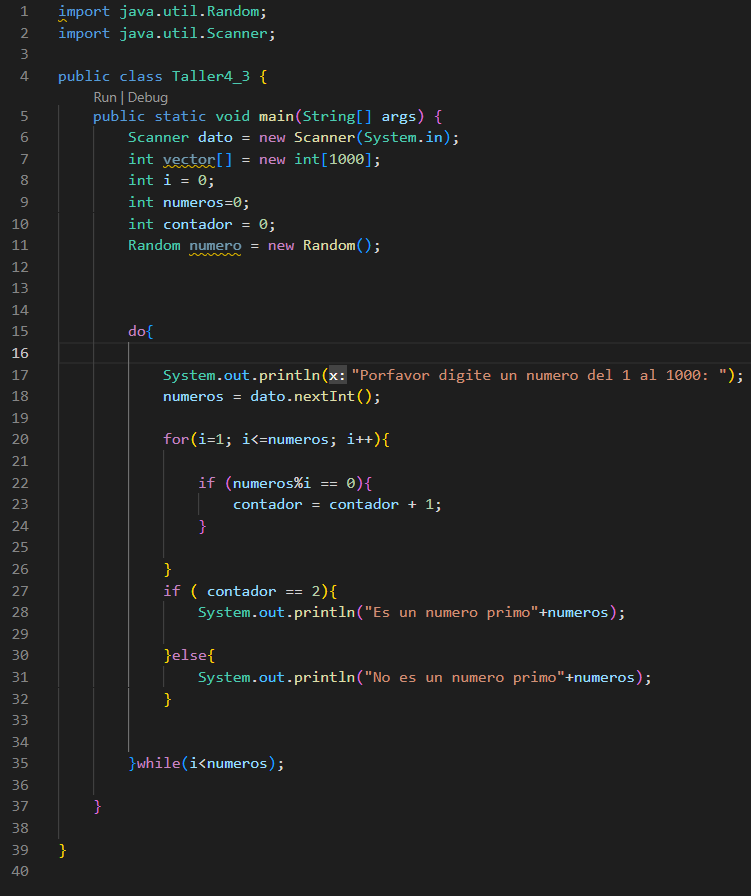 1 import java.util.Random;
2 import java.util.Scanner;
3
4 public class Taller4_3 {
Run | Debug
5 public static void main(String[] args) {
6 Scanner dato = new Scanner(System.in);
7 int vector[] = new int[1000];
8 int i = 0;
9 int numeros=0;
10 int contador = 0;
11 Random numero = new Random();
12
13
14
15 do{
16
17 System.out.println(x: "Porfavor digite un numero del 1 al 1000: ");
18 numeros = dato.nextInt();
19
20 for(i=1; i<=numeros; i++){
21
22 if (numeros%i == 0){
23 contador = contador + 1;
24 }
25
26 }
27 if ( contador == 2){
28 System.out.println("Es un numero primo"+numeros);
29
30 }else{
31 System.out.println("No es un numero primo"+numeros);
32 }
33
34
35 }while(i<numeros);
36
37 }
38
39 }
40